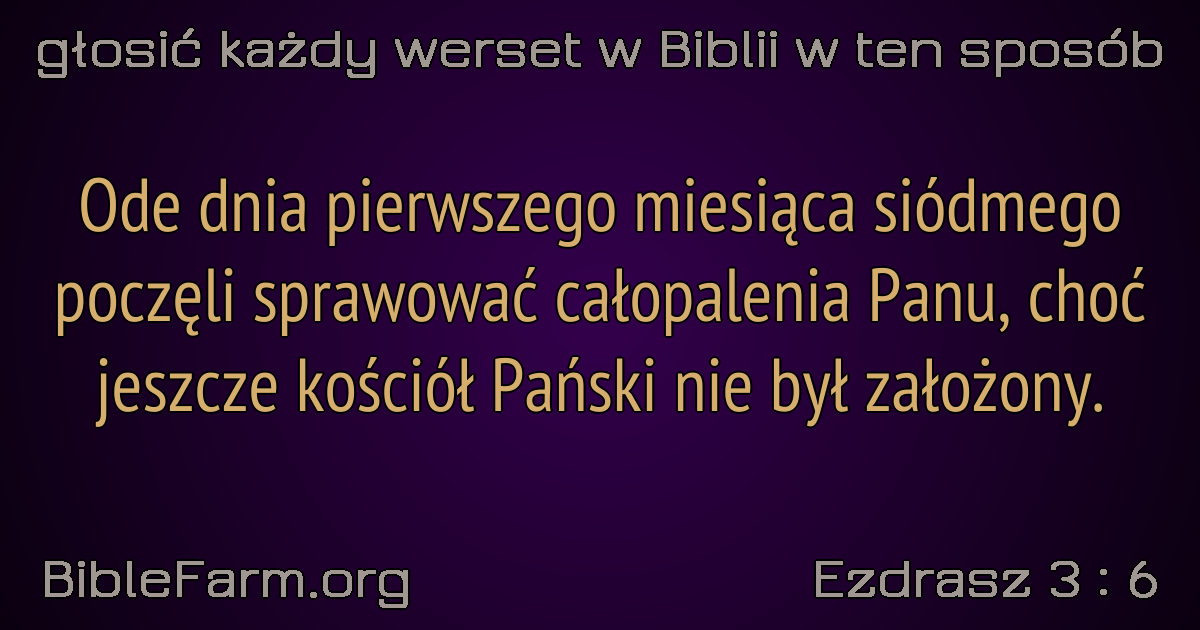 głosić każdy werset w Biblii w ten sposób
Ode dnia pierwszego miesiąca siódmego
poczęli sprawować całopalenia Panu, choć
jeszcze kościół Pański nie był założony.
BibleFarm.org
Ezdrasz 3 : 6